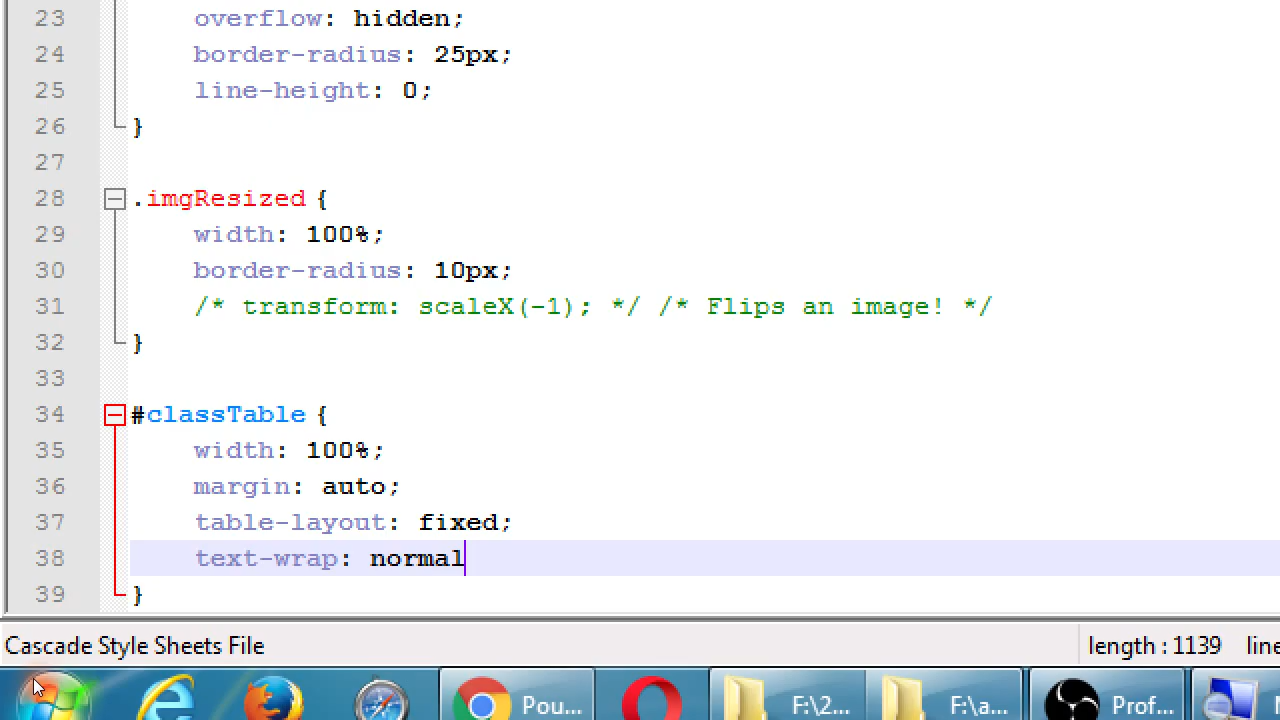 23 overflow: hidden;
24 border-radius: 25px;
25 line-height: 0;
26 }
27
28 .imgResized {
29 width: 100%;
30 border-radius: 10px;
31 /* transform: scaleX(-1); */ /* Flips an image! */
32 }
33
34 #classTable {
35 width: 100%;
36 margin: auto;
37 table-layout: fixed;
38 text-wrap: normal
39 }
Cascade Style Sheets File length : 1139 line
Pou... F:\2... F:\a... Prof...